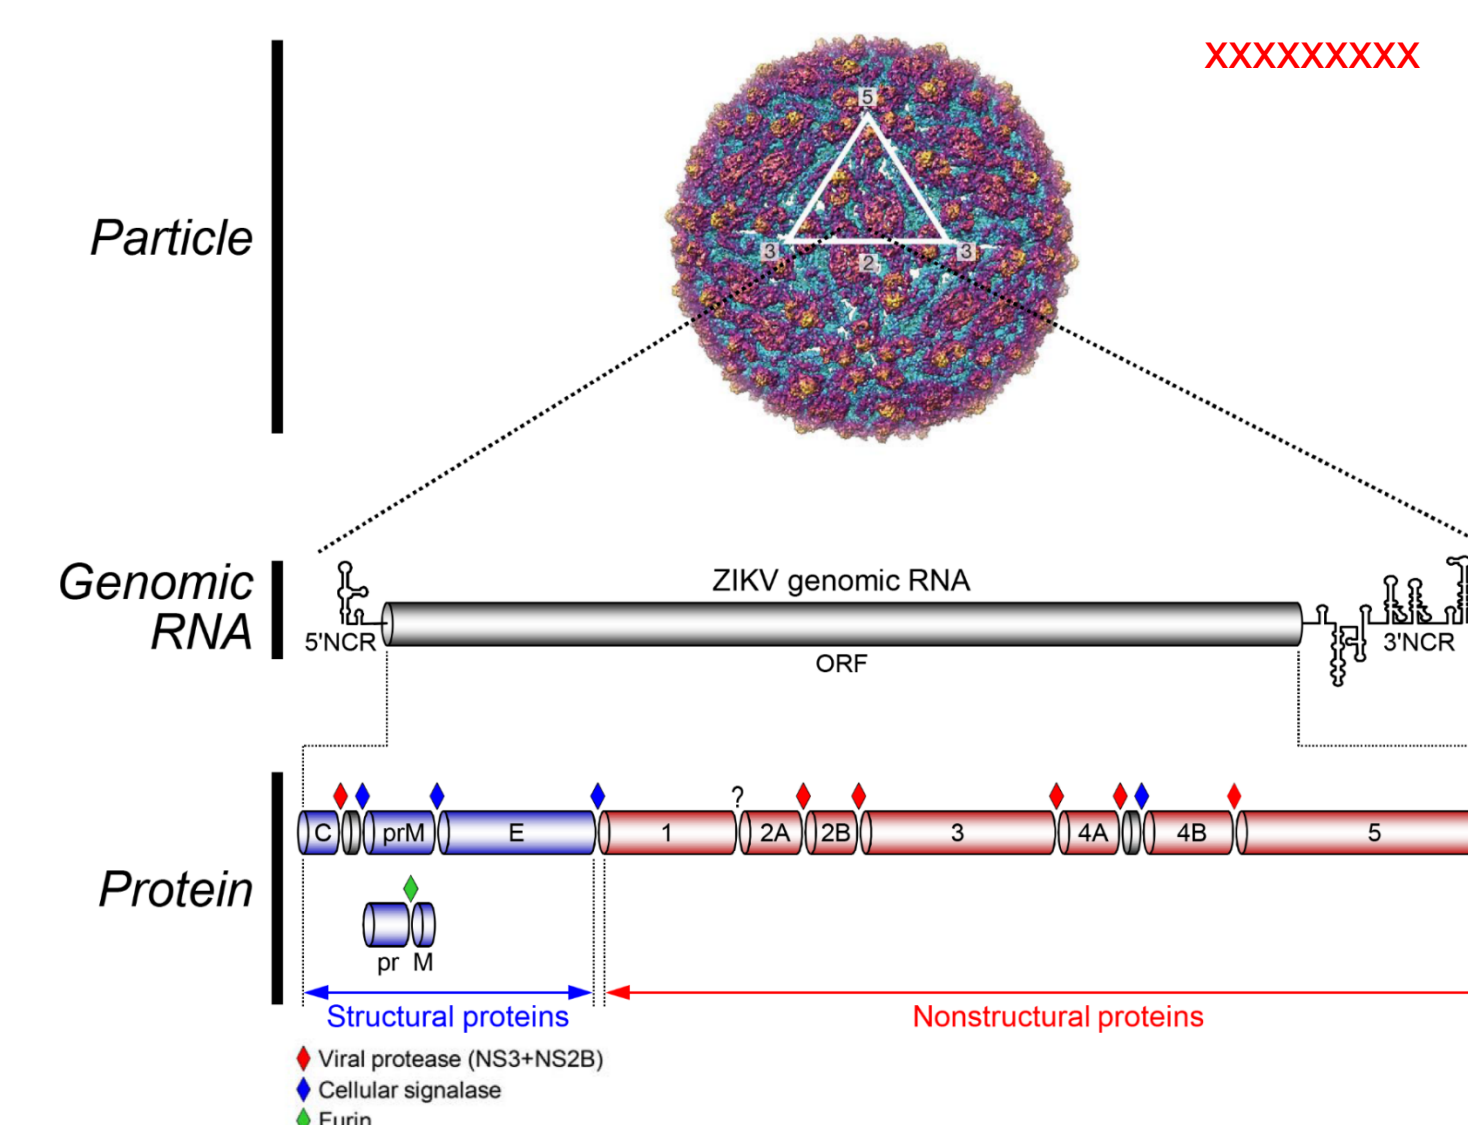 XXXXXXXXX
5
Particle
3
3
2
Genomic
RNA
ZIKV genomic RNA
5'NCR
3'NCR
ORF
?
C
prM
E
1
2A
2B
3
4A
4B
5
Protein
pr M
Structural proteins
Nonstructural proteins
Viral protease (NS3+NS2B)
Cellular signalase
Furin